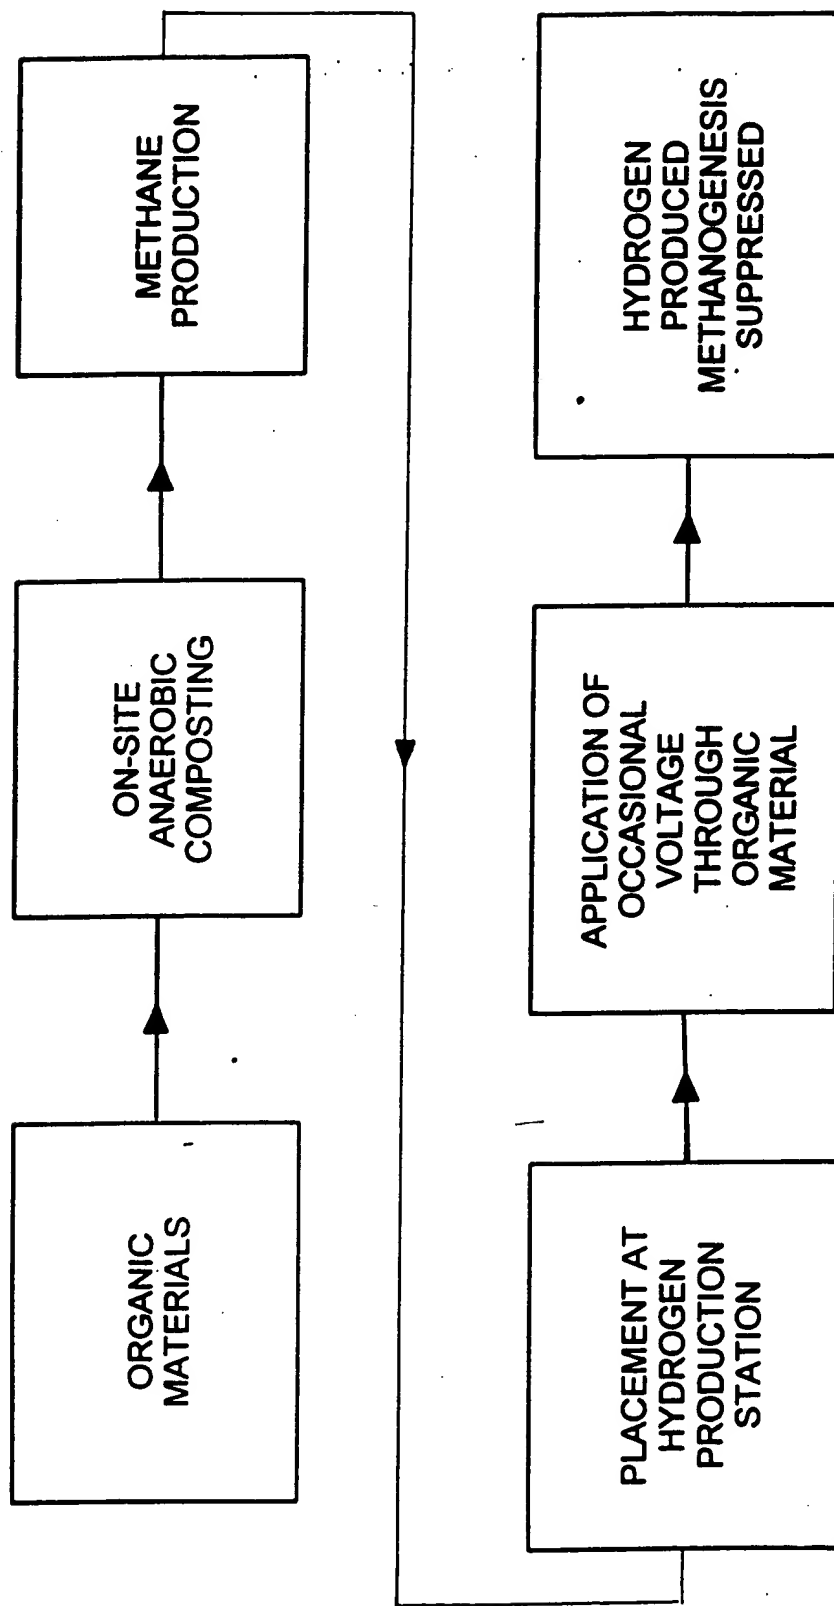 ORGANIC
MATERIALS
ON-SITE
ANAEROBIC
COMPOSTING
METHANE
PRODUCTION
PLACEMENT AT
HYDROGEN
PRODUCTION
STATION
APPLICATION OF
OCCASIONAL
VOLTAGE
THROUGH
ORGANIC
MATERIAL
HYDROGEN
PRODUCED
METHANOGENESIS
SUPPRESSED